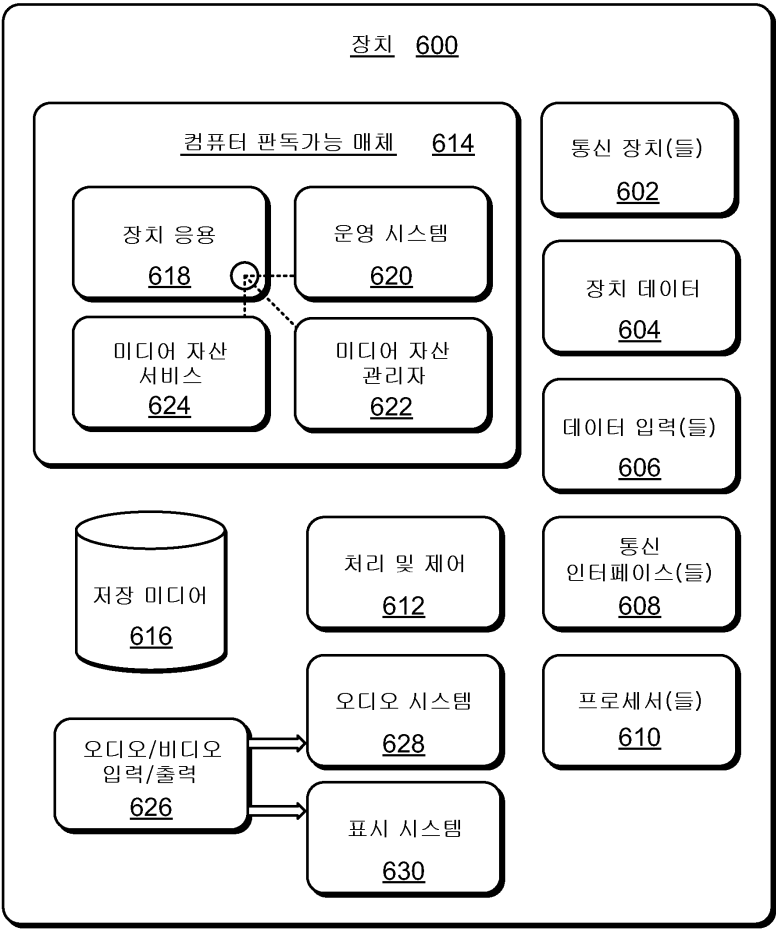 장치 600
컴퓨터 판독가능 매체 614
장치 응용
618
운영 시스템
620
미디어 자산
서비스
624
미디어 자산
관리자
622
통신 장치(들)
602
장치 데이터
604
데이터 입력(들)
606
통신
인터페이스(들)
608
프로세서(들)
610
저장 미디어
616
처리 및 제어
612
오디오/비디오
입력/출력
626
오디오 시스템
628
표시 시스템
630